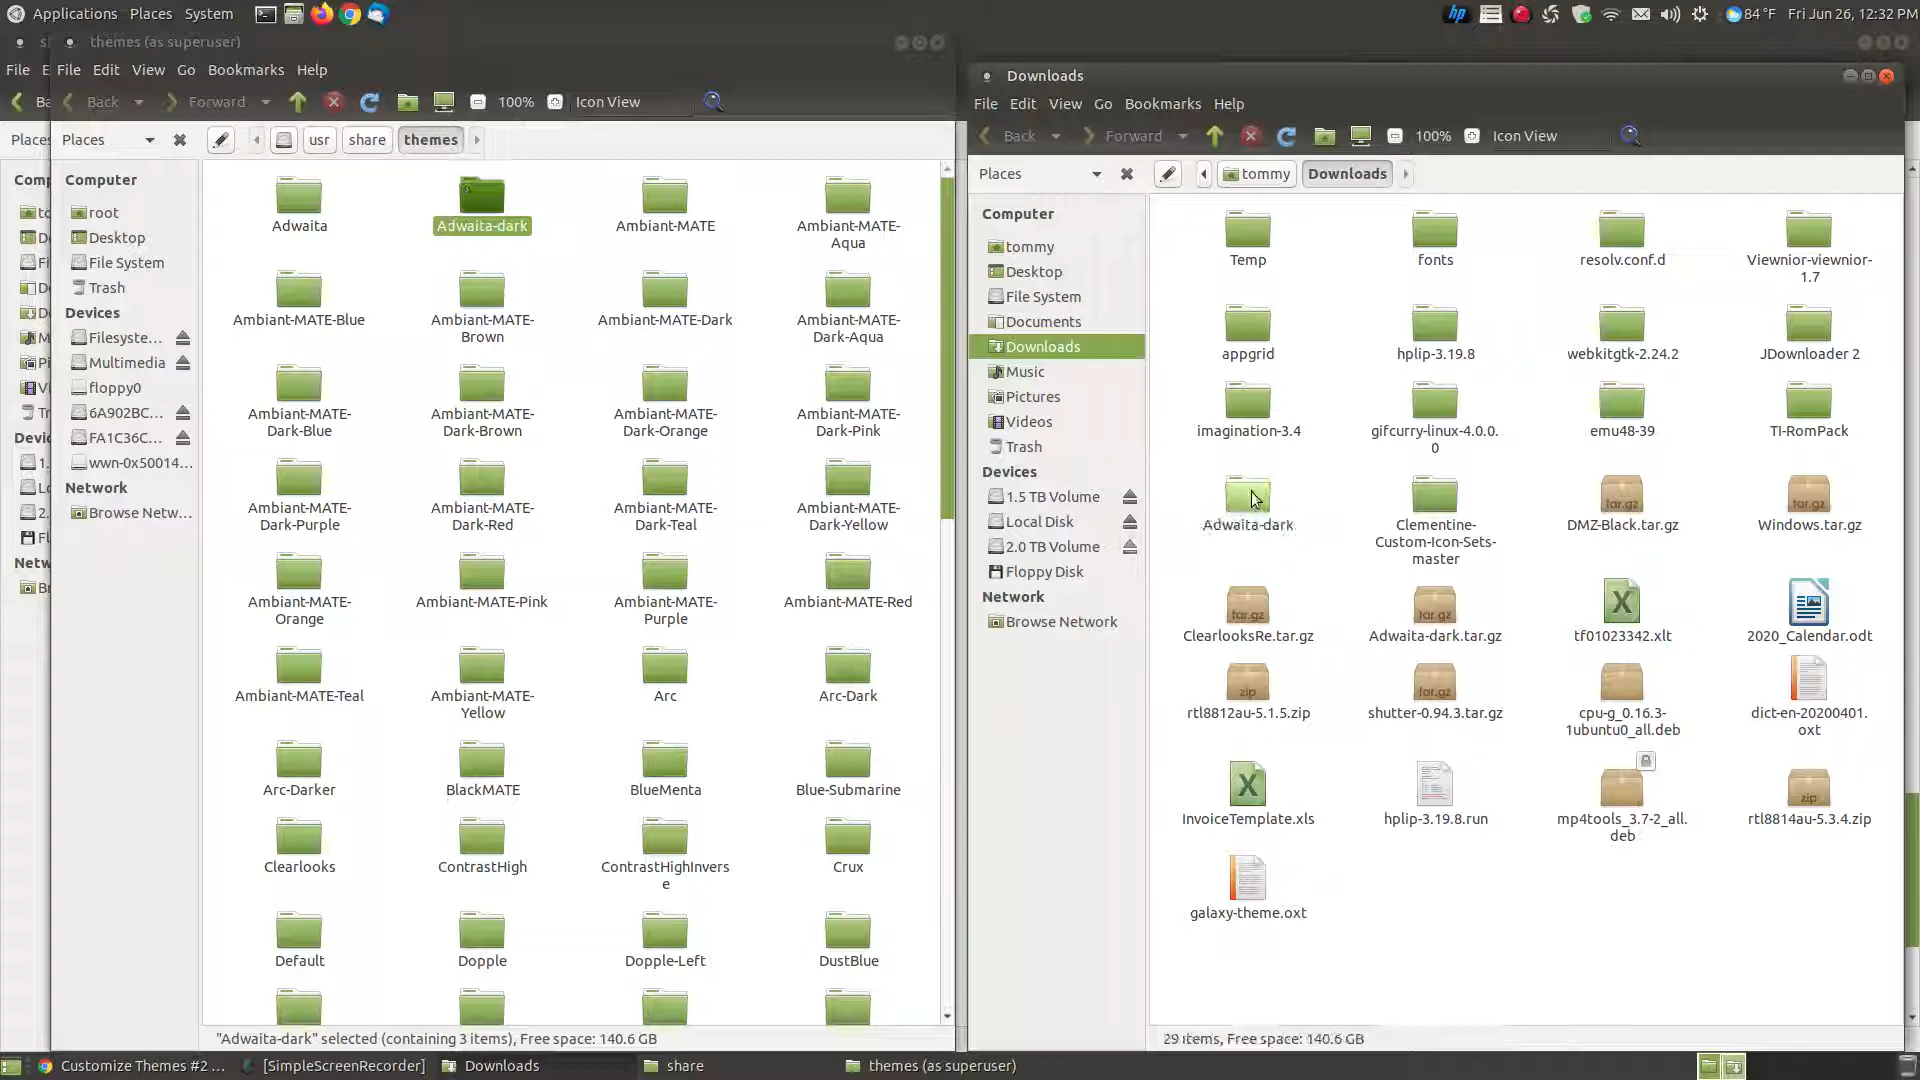 Applications Places System
hp
84 °F Fri Jun 26, 12:32 PM
themes (as superuser)
File Edit View Go Bookmarks Help
Back Forward 100% Icon View
Places usr share themes
Computer
root
Desktop
File System
Trash
Devices
Filesyste...
Multimedia
floppy0
6A902BC...
FA1C36C...
wwn-0x50014...
Network
Browse Netw...
Adwaita
Adwaita-dark
Ambiant-MATE
Ambiant-MATE-
Aqua
Ambiant-MATE-Blue
Ambiant-MATE-
Brown
Ambiant-MATE-Dark
Ambiant-MATE-
Dark-Aqua
Ambiant-MATE-
Dark-Blue
Ambiant-MATE-
Dark-Brown
Ambiant-MATE-
Dark-Orange
Ambiant-MATE-
Dark-Pink
Ambiant-MATE-
Dark-Purple
Ambiant-MATE-
Dark-Red
Ambiant-MATE-
Dark-Teal
Ambiant-MATE-
Dark-Yellow
Ambiant-MATE-
Orange
Ambiant-MATE-Pink
Ambiant-MATE-
Purple
Ambiant-MATE-Red
Ambiant-MATE-Teal
Ambiant-MATE-
Yellow
Arc
Arc-Dark
Arc-Darker
BlackMATE
BlueMenta
Blue-Submarine
Clearlooks
ContrastHigh
ContrastHighInvers
e
Crux
Default
Dopple
Dopple-Left
DustBlue
"Adwaita-dark" selected (containing 3 items), Free space: 140.6 GB
Downloads
File Edit View Go Bookmarks Help
Back Forward 100% Icon View
Places tommy Downloads
Computer
tommy
Desktop
File System
Documents
Downloads
Music
Pictures
Videos
Trash
Devices
1.5 TB Volume
Local Disk
2.0 TB Volume
Floppy Disk
Network
Browse Network
Temp
fonts
resolv.conf.d
Viewnior-viewnior-
1.7
appgrid
hplip-3.19.8
webkitgtk-2.24.2
JDownloader 2
imagination-3.4
gifcurry-linux-4.0.0.
0
emu48-39
TI-RomPack
Adwaita-dark
Clementine-
Custom-Icon-Sets-
master
tar.gz
DMZ-Black.tar.gz
tar.gz
Windows.tar.gz
tar.gz
ClearlooksRe.tar.gz
tar.gz
Adwaita-dark.tar.gz
X
tf01023342.xlt
2020_Calendar.odt
zip
rtl8812au-5.1.5.zip
tar.gz
shutter-0.94.3.tar.gz
cpu-g_0.16.3-
1ubuntu0_all.deb
dict-en-20200401.
oxt
X
InvoiceTemplate.xls
hplip-3.19.8.run
mp4tools_3.7-2_all.
deb
zip
rtl8814au-5.3.4.zip
galaxy-theme.oxt
29 items, Free space: 140.6 GB
Customize Themes #2 ... [SimpleScreenRecorder] Downloads share themes (as superuser)